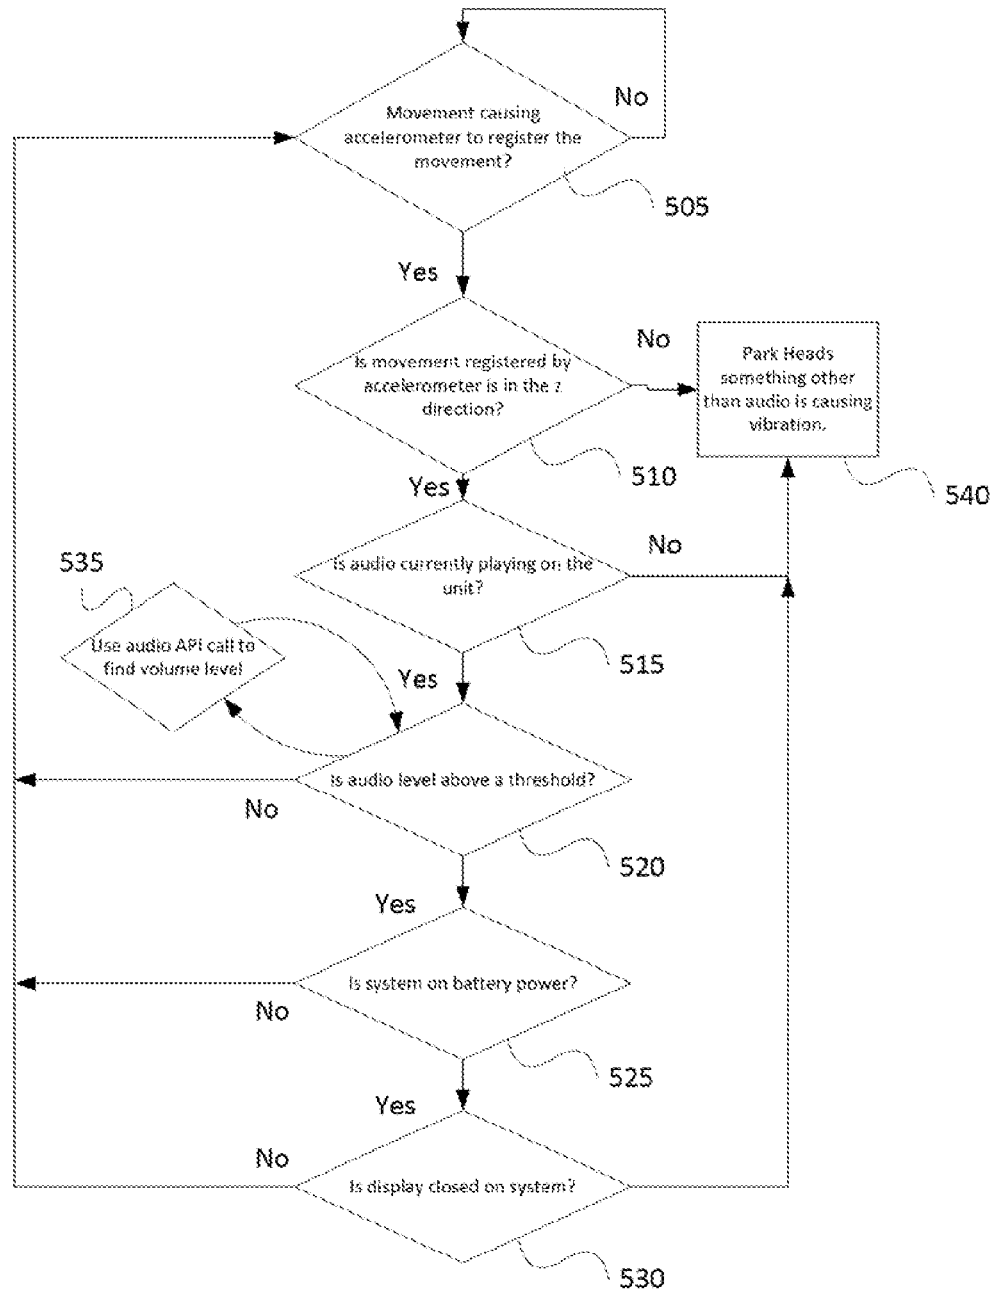 No
Movement causing
accelerometer to register the
movement?
505
Yes
Is movement registered by
accelerometer is in the z
direction?
No
Park Heads
something other
than audio is causing
vibration.
510
540
Yes
Is audio currently playing on the
unit?
No
535
Use audio API call to
find volume level
515
Yes
Is audio level above a threshold?
No
520
Yes
Is system on battery power?
No
525
Yes
No
Is display closed on system?
530